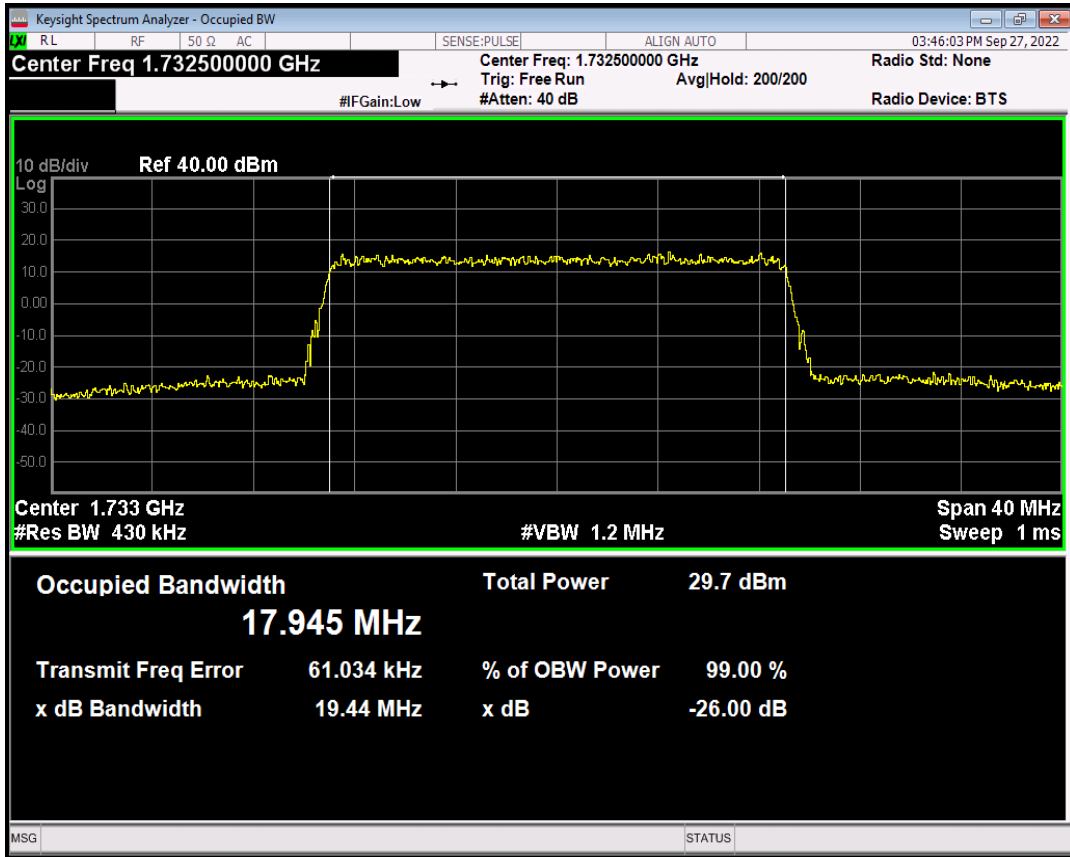 Keysight Spectrum Analyzer - Occupied BW
LXI RL RF 50 Ω AC SENSE:PULSE ALIGN AUTO 03:46:03 PM Sep 27, 2022
Center Freq 1.732500000 GHz Center Freq: 1.732500000 GHz Radio Std: None
Trig: Free Run Avg|Hold: 200/200
#IFGain:Low #Atten: 40 dB Radio Device: BTS
10 dB/div Ref 40.00 dBm
Log
30.0
20.0
10.0
0.00
-10.0
-20.0
-30.0
-40.0
-50.0
Center 1.733 GHz Span 40 MHz
#Res BW 430 kHz #VBW 1.2 MHz Sweep 1 ms
Occupied Bandwidth Total Power 29.7 dBm
17.945 MHz
Transmit Freq Error 61.034 kHz % of OBW Power 99.00 %
x dB Bandwidth 19.44 MHz x dB -26.00 dB
MSG STATUS